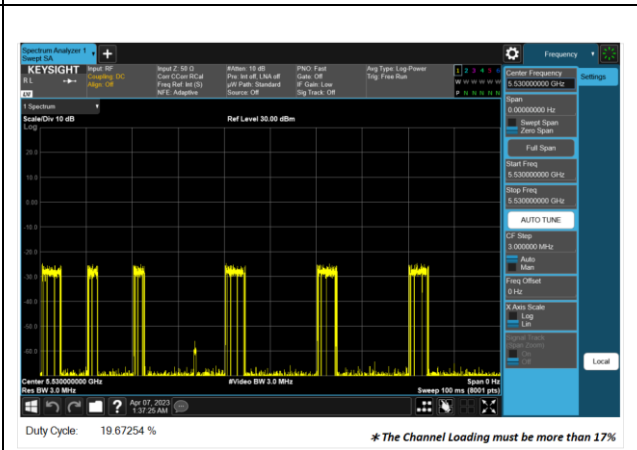 Spectrum Analyzer 1
Swept SA
+
Frequency
KEYSIGHT
RL
Input: RF
Coupling: DC
Align: Off
Input Z: 50 Ω
Corr CCorr RCal
Freq Ref: Int (S)
NFE: Adaptive
#Atten: 10 dB
Pre: Int off, LNA off
µW Path: Standard
Source: Off
PNO: Fast
Gate: Off
IF Gain: Low
Sig Track: Off
Avg Type: Log-Power
Trig: Free Run
1 2 3 4 5 6
W W W W W W
P N N N N N
Center Frequency
5.530000000 GHz
Settings
Span
0.00000000 Hz
Swept Span
Zero Span
Full Span
Start Freq
5.530000000 GHz
Stop Freq
5.530000000 GHz
AUTO TUNE
CF Step
3.000000 MHz
Auto
Man
Freq Offset
0 Hz
X Axis Scale
Log
Lin
Signal Track
(Span Zoom)
On
Off
Local
1 Spectrum
Scale/Div 10 dB
Ref Level 30.00 dBm
Log
20.0
10.0
0.00
-10.0
-20.0
-30.0
-40.0
-50.0
-60.0
Center 5.530000000 GHz
#Video BW 3.0 MHz
Span 0 Hz
Res BW 3.0 MHz
Sweep 100 ms (8001 pts)
?
Apr 07, 2023
1:37:25 AM
Duty Cycle: 19.67254 %
* The Channel Loading must be more than 17%